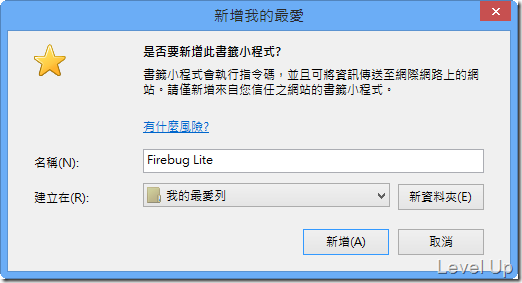 新增我的最愛
是否要新增此書籤小程式?
書籤小程式會執行指令碼，並且可將資訊傳送至網際網路上的網
站。請僅新增來自您信任之網站的書籤小程式。
有什麼風險?
名稱(N):
Firebug Lite
建立在(R):
我的最愛列
新資料夾(E)
新增(A)
取消
Level Up